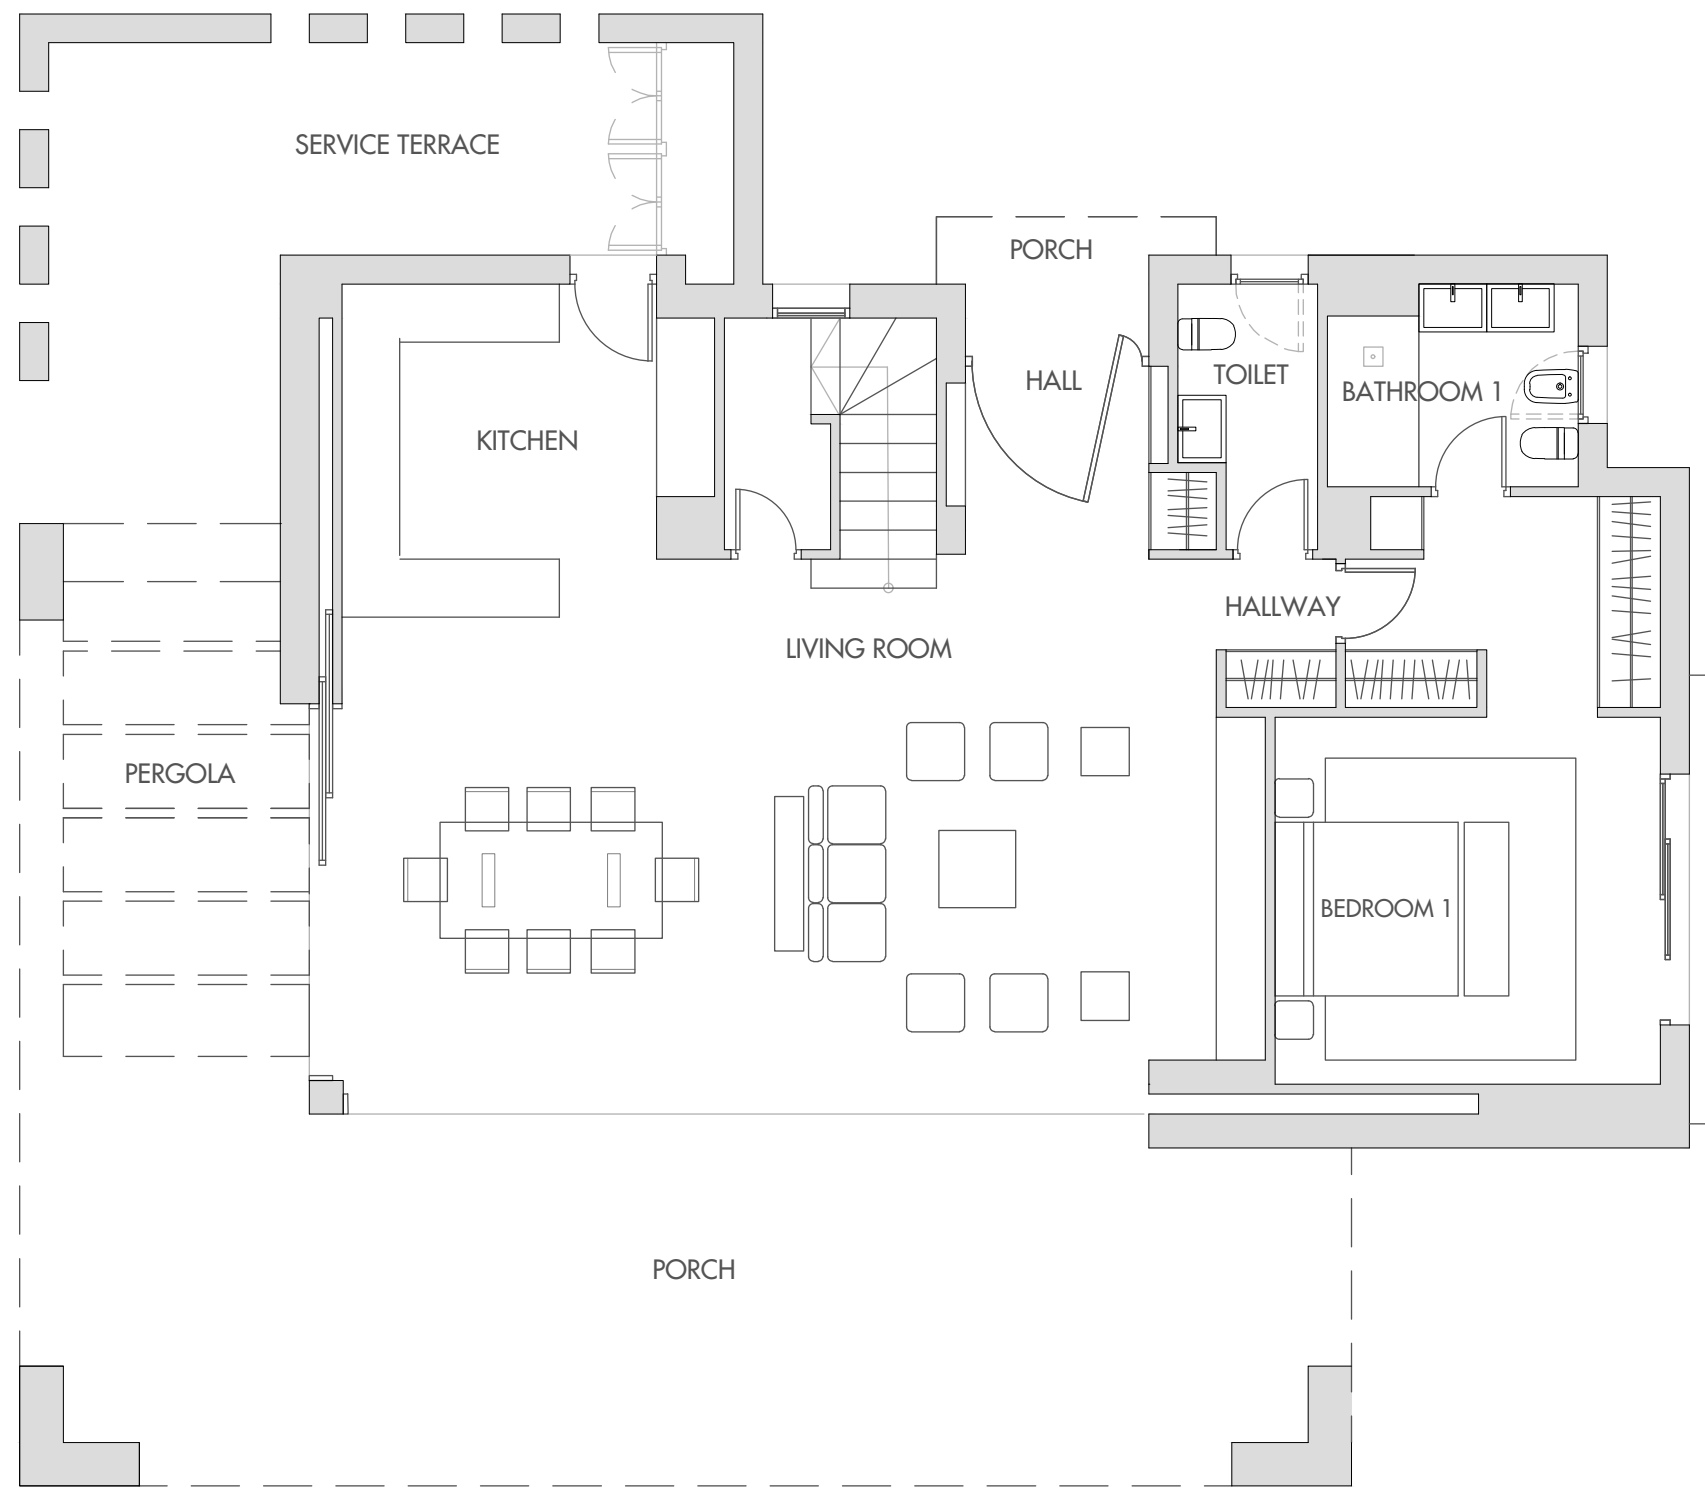 SERVICE TERRACE
PORCH
HALL
TOILET
BATHROOM 1
KITCHEN
HALLWAY
LIVING ROOM
PERGOLA
BEDROOM 1
PORCH